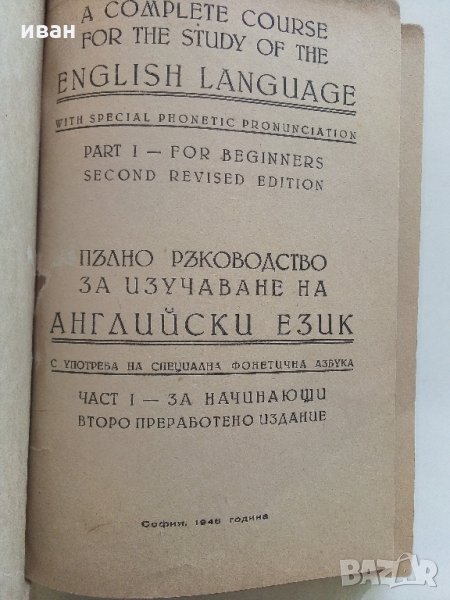 иван
A COMPLETE COURSE
FOR THE STUDY OF THE
ENGLISH LANGUAGE
WITH SPECIAL PHONETIC PRONUNCIATION
PART I — FOR BEGINNERS
SECOND REVISED EDITION
ПЪЛНО РЪКОВОДСТВО
ЗА ИЗУЧАВАНЕ НА
АНГЛИЙСКИ ЕЗИК
С УПОТРЕБА НА СПЕЦИАЛНА ФОНЕТИЧНА АЗБУКА
ЧАСТ I — ЗА НАЧИНАЮЩИ
ВТОРО ПРЕРАБОТЕНО ИЗДАНИЕ
София, 1946 година
BAZAR